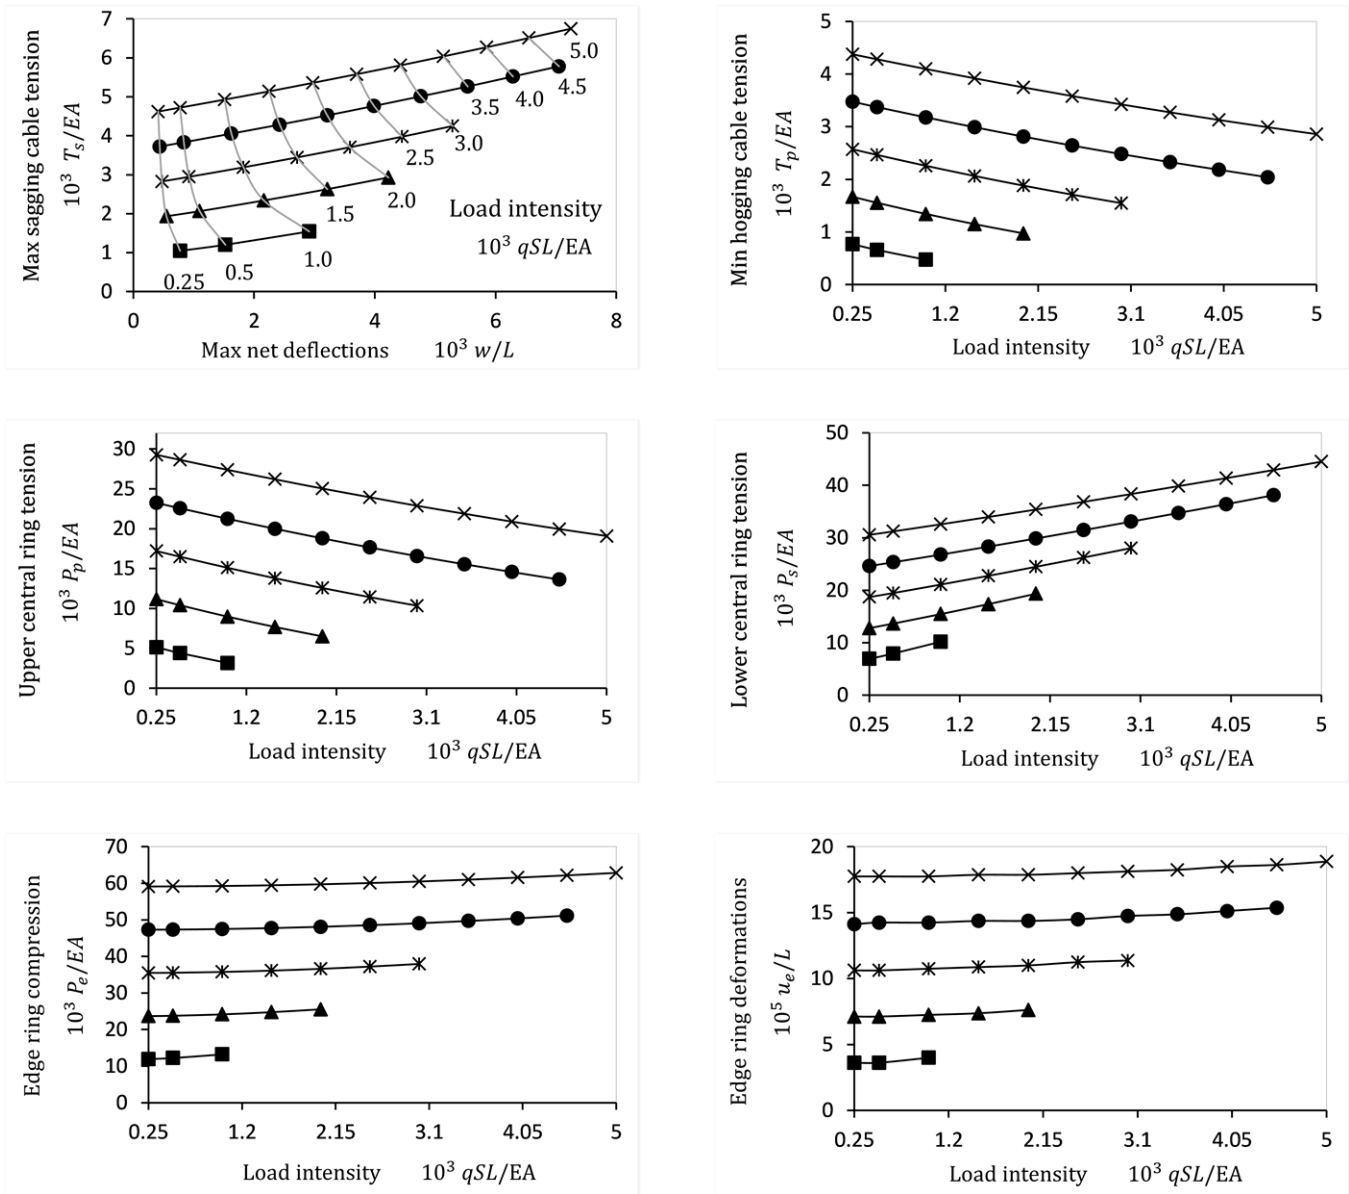 Max sagging cable tension
10³ Tₛ/EA
7
6
5
4
3
2
1
0
5.0
4.5
4.0
3.5
3.0
2.5
2.0
1.5
1.0
0.5
0.25
Load intensity
10³ qSL/EA
0 2 4 6 8
Max net deflections 10³ w/L
Min hogging cable tension
10³ Tₚ/EA
5
4
3
2
1
0
0.25 1.2 2.15 3.1 4.05 5
Load intensity 10³ qSL/EA
Upper central ring tension
10³ Pₚ/EA
30
25
20
15
10
5
0
0.25 1.2 2.15 3.1 4.05 5
Load intensity 10³ qSL/EA
Lower central ring tension
10³ Pₛ/EA
50
40
30
20
10
0
0.25 1.2 2.15 3.1 4.05 5
Load intensity 10³ qSL/EA
Edge ring compression
10³ Pₑ/EA
70
60
50
40
30
20
10
0
0.25 1.2 2.15 3.1 4.05 5
Load intensity 10³ qSL/EA
Edge ring deformations
10⁵ uₑ/L
20
15
10
5
0
0.25 1.2 2.15 3.1 4.05 5
Load intensity 10³ qSL/EA